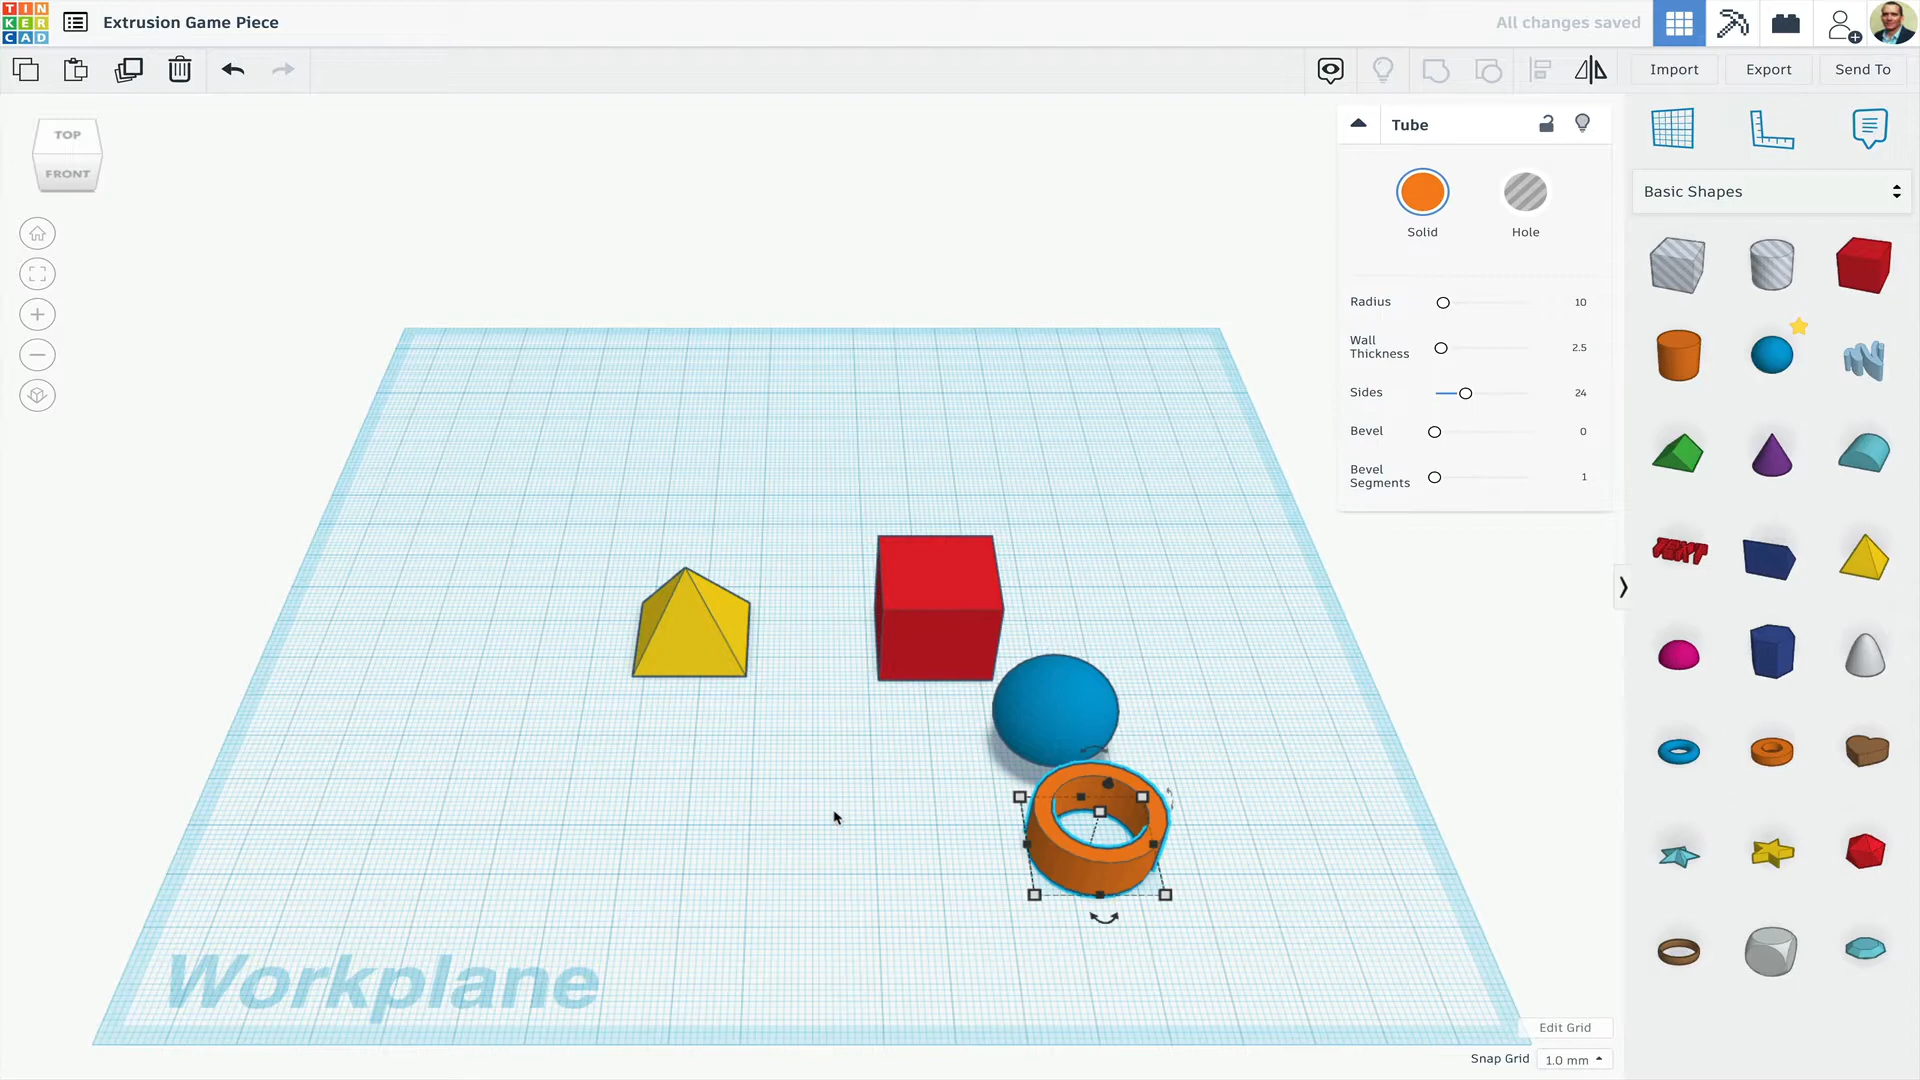 TIN
KER
CAD
Extrusion Game Piece
All changes saved
Import
Export
Send To
TOP
FRONT
Tube
Solid
Hole
Radius
10
Wall
Thickness
2.5
Sides
24
Bevel
0
Bevel
Segments
1
Basic Shapes
TEXT
Workplane
Edit Grid
Snap Grid
1.0 mm